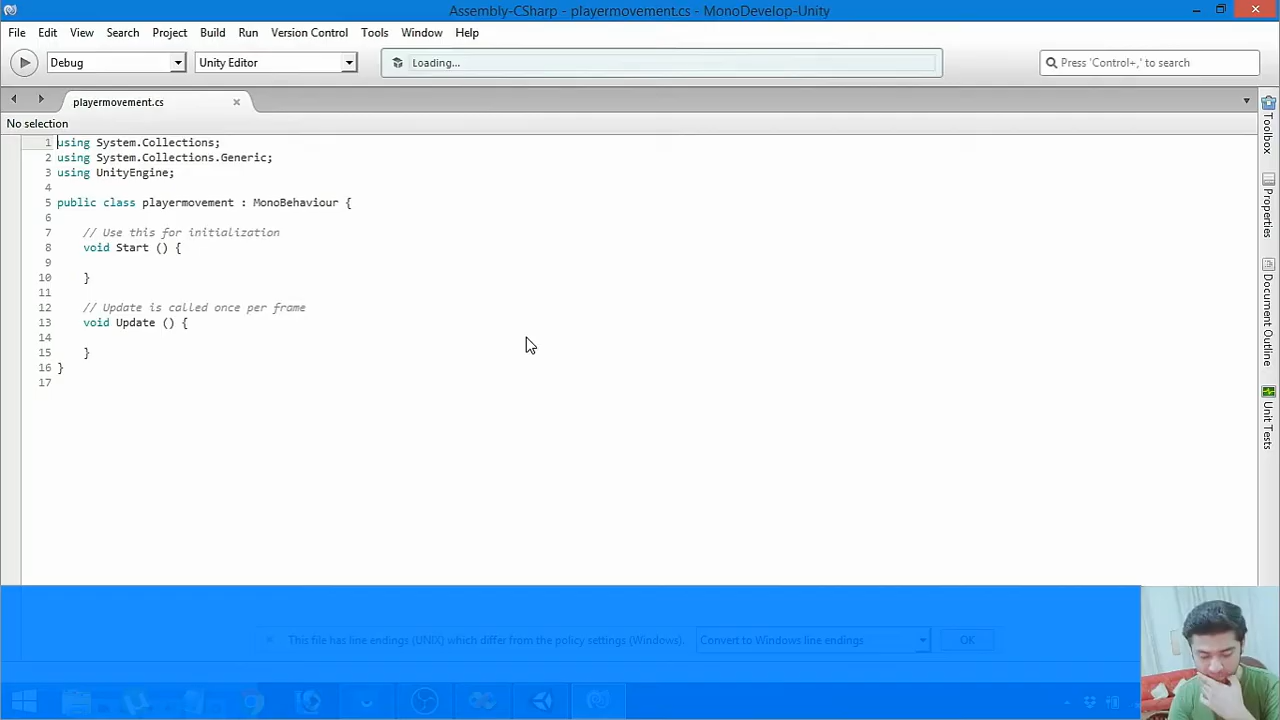 Assembly-CSharp - playermovement.cs - MonoDevelop-Unity
File Edit View Search Project Build Run Version Control Tools Window Help
Debug Unity Editor Loading... Press 'Control+,' to search
playermovement.cs
No selection
1 using System.Collections;
2 using System.Collections.Generic;
3 using UnityEngine;
4
5 public class playermovement : MonoBehaviour {
6
7 // Use this for initialization
8 void Start () {
9
10 }
11
12 // Update is called once per frame
13 void Update () {
14
15 }
16 }
17
Toolbox
Properties
Document Outline
Unit Tests
This file has line endings (UNIX) which differ from the policy settings (Windows). Convert to Windows line endings OK